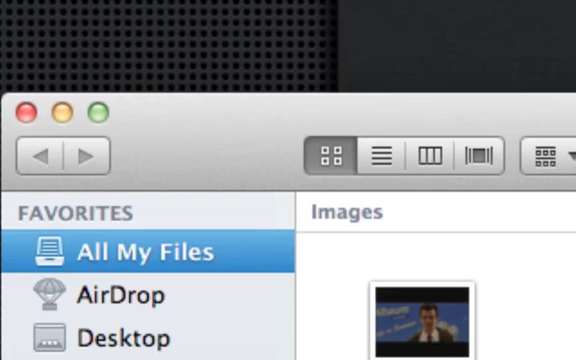 FAVORITES
Images
All My Files
AirDrop
Desktop